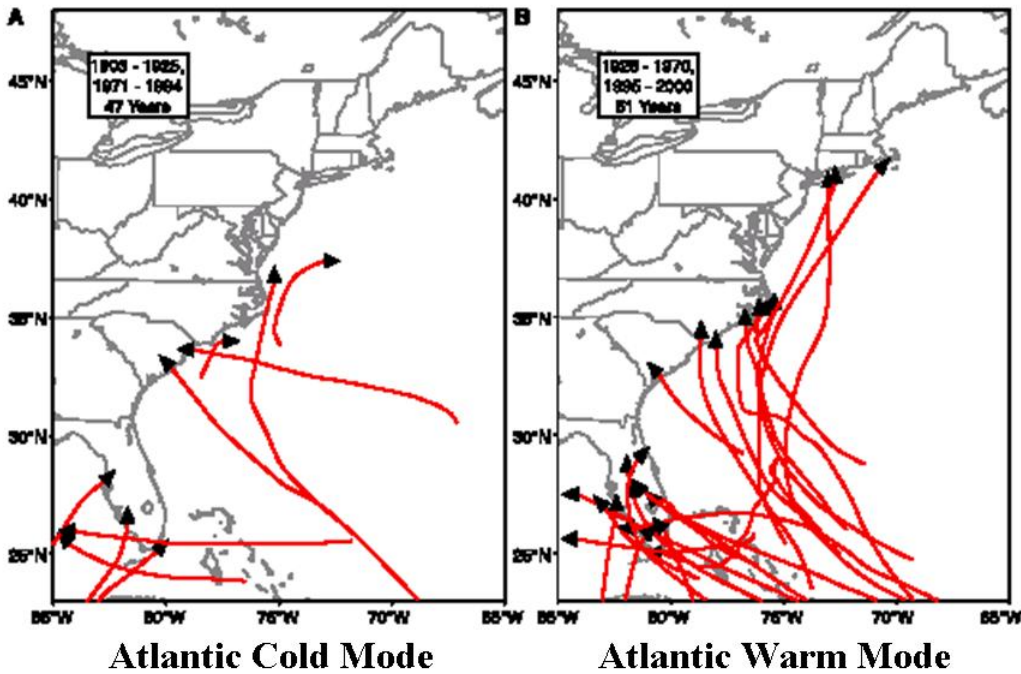 A
1903 - 1925,
1971 - 1994
47 Years
45°N
40°N
35°N
30°N
25°N
85°W 80°W 75°W 70°W 65°W
Atlantic Cold Mode
B
1926 - 1970,
1995 - 2000
51 Years
45°N
40°N
35°N
30°N
25°N
85°W 80°W 75°W 70°W 65°W
Atlantic Warm Mode